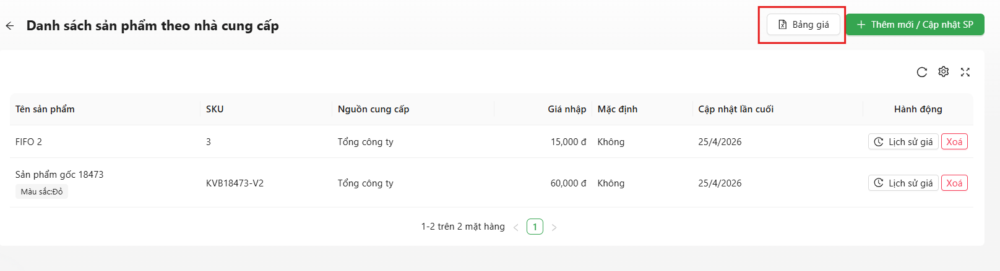 Danh sách sản phẩm theo nhà cung cấp
Bảng giá
Thêm mới / Cập nhật SP
Tên sản phẩm SKU Nguồn cung cấp Giá nhập Mặc định Cập nhật lần cuối Hành động
FIFO 2 3 Tổng công ty 15,000 đ Không 25/4/2026 Lịch sử giá Xoá
Sản phẩm gốc 18473
Màu sắc:Đỏ
KVB18473-V2 Tổng công ty 60,000 đ Không 25/4/2026 Lịch sử giá Xoá
1-2 trên 2 mặt hàng 1